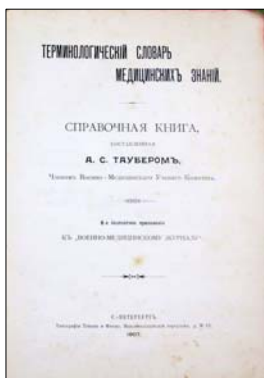 ТЕРМИНОЛОГИЧЕСКІЙ СЛОВАРЬ
МЕДИЦИНСКИХЪ ЗНАНІЙ.
СПРАВОЧНАЯ КНИГА,
СОСТАВЛЕННАЯ
А. С. ТАУБЕРОМЪ,
Членомъ Военно-Медицинскаго Ученаго Комитета.
безплатное приложеніе
КЪ „ВОЕННО-МЕДИЦИНСКОМУ ЖУРНАЛУ“.
С.-ПЕТЕРБУРГЪ.
Типографія